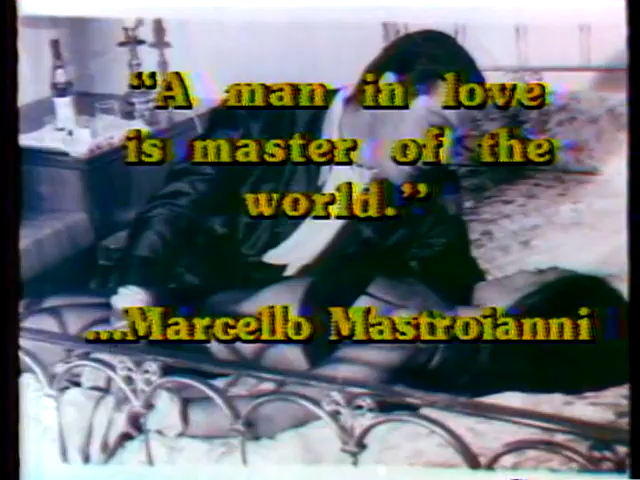 “A man in love
is master of the
world.”
...Marcello Mastroianni